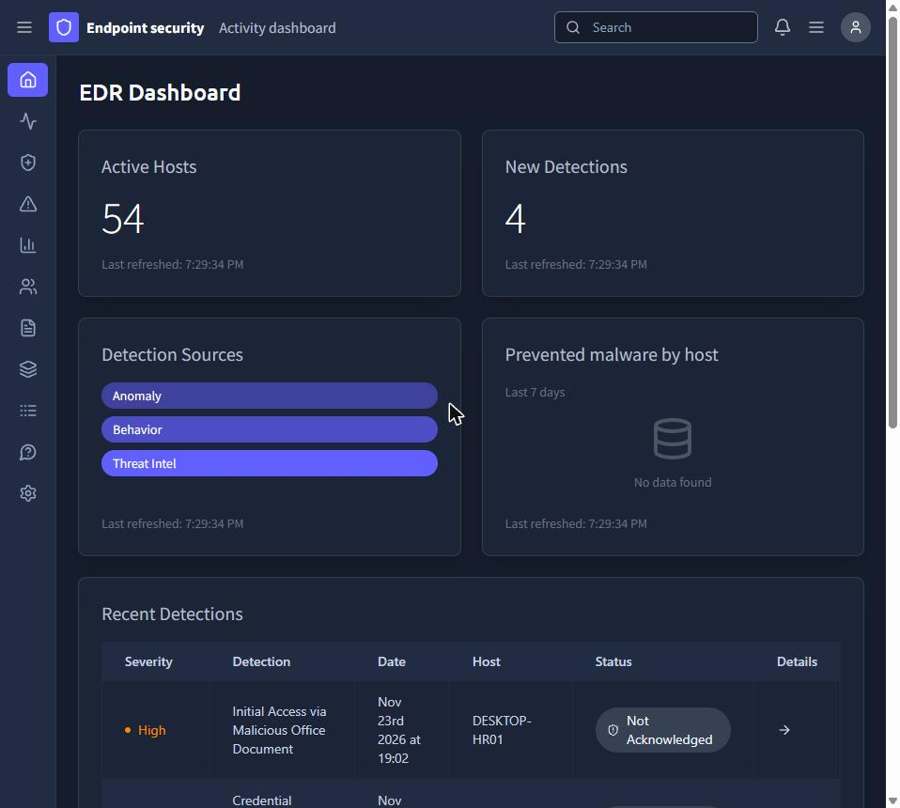 Endpoint security Activity dashboard Search
EDR Dashboard
Active Hosts
54
Last refreshed: 7:29:34 PM
New Detections
4
Last refreshed: 7:29:34 PM
Detection Sources
Anomaly
Behavior
Threat Intel
Last refreshed: 7:29:34 PM
Prevented malware by host
Last 7 days
No data found
Last refreshed: 7:29:34 PM
Recent Detections
Severity Detection Date Host Status Details
High
Initial Access via
Malicious Office
Document
Nov
23rd
2026 at
19:02
DESKTOP-
HR01
Not
Acknowledged
Credential
Nov